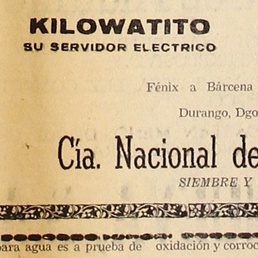 KILOWATITO
SU SERVIDOR ELECTRICO
Fénix a Bárcena
Durango, Dgo
Cía. Nacional de
SIEMBRE Y
para agua es a prueba de oxidación y corroc